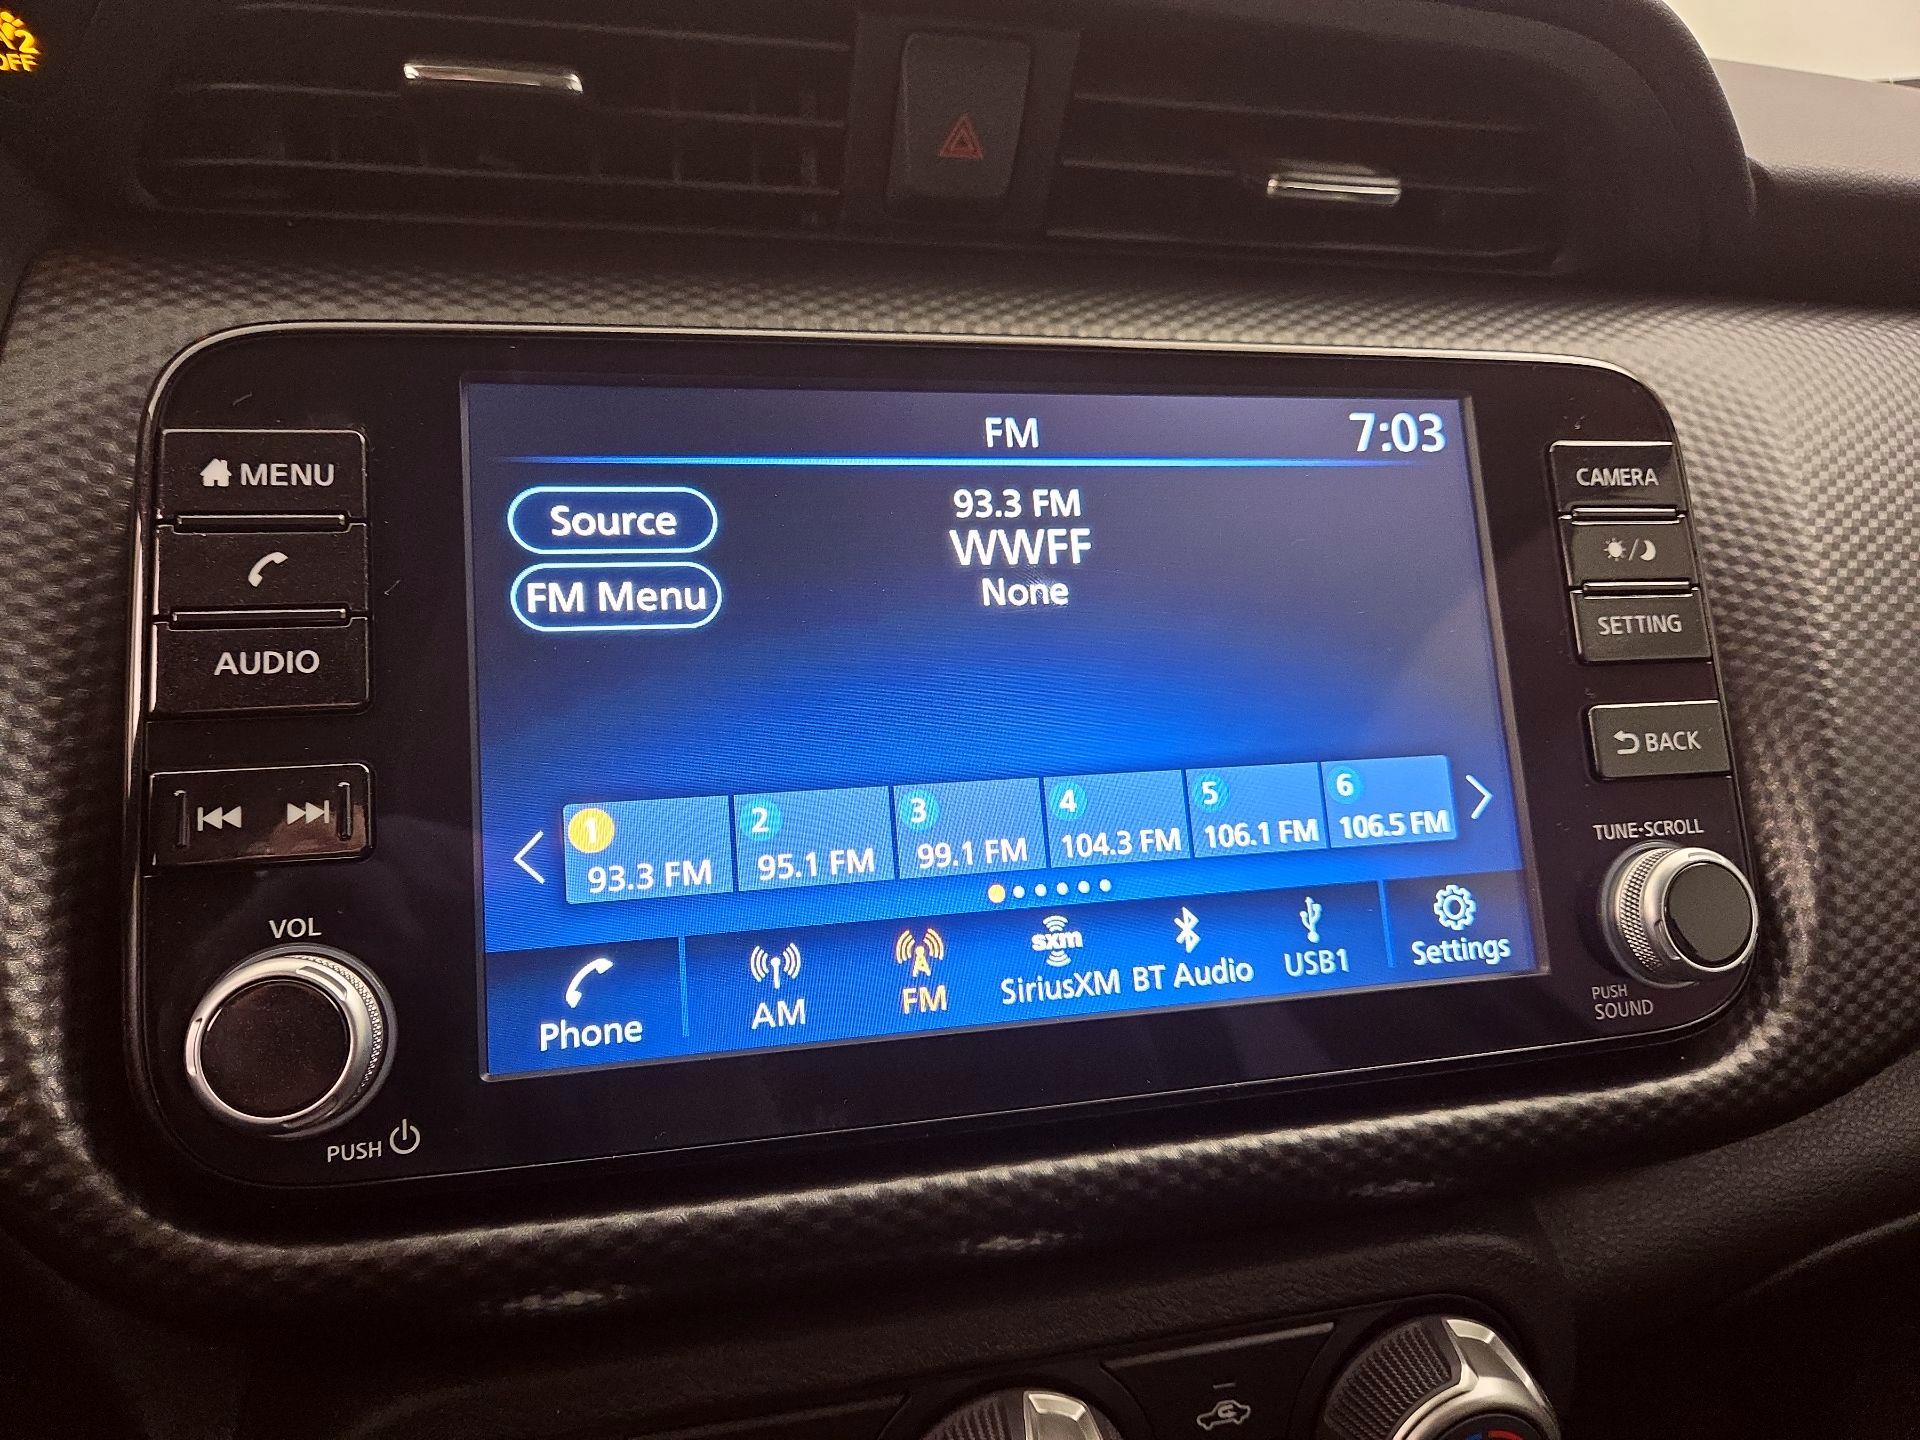 2
OFF
FM
7:03
MENU
AUDIO
VOL
PUSH
Source
FM Menu
93.3 FM
WWFF
None
1
93.3 FM
2
95.1 FM
3
99.1 FM
4
104.3 FM
5
106.1 FM
6
106.5 FM
Phone
AM
FM
sxm
SiriusXM
BT Audio
USB1
Settings
CAMERA
SETTING
BACK
TUNE•SCROLL
PUSH
SOUND